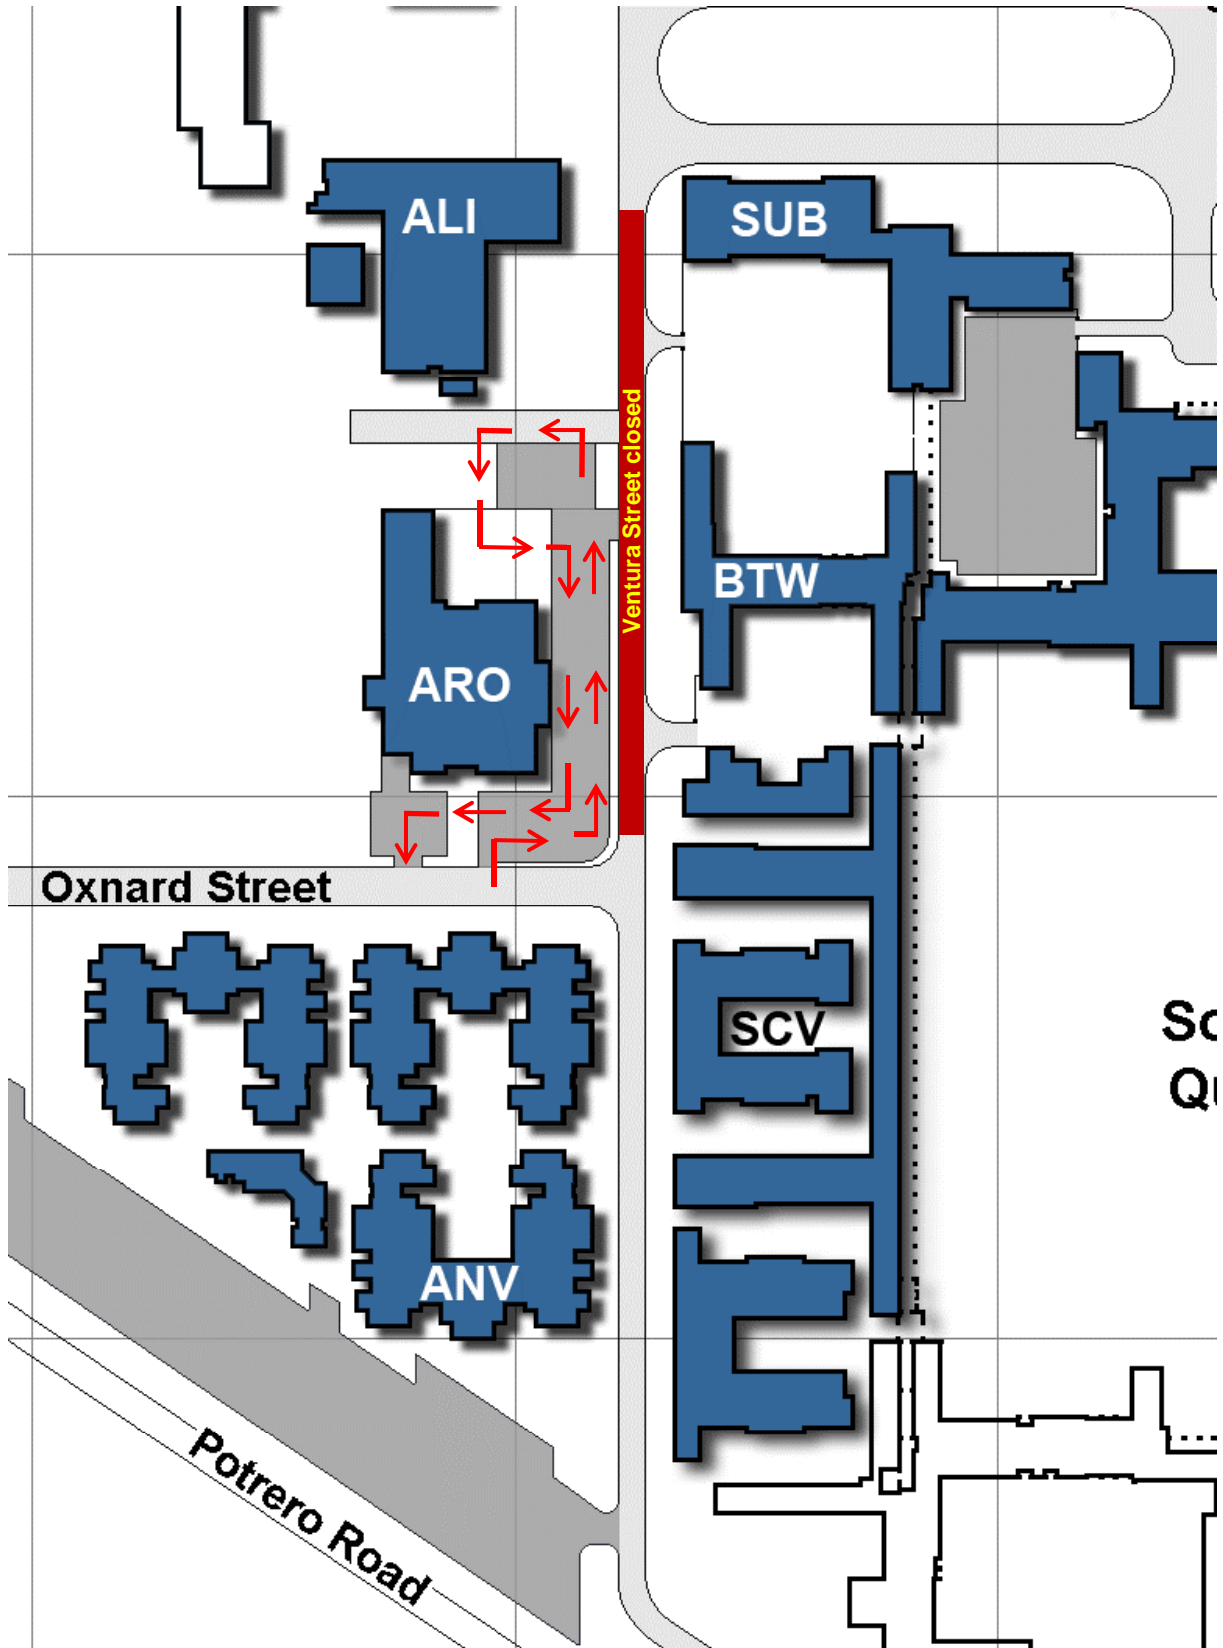 ALI
SUB
Ventura Street closed
BTW
ARO
Oxnard Street
SCV
ANV
Potrero Road